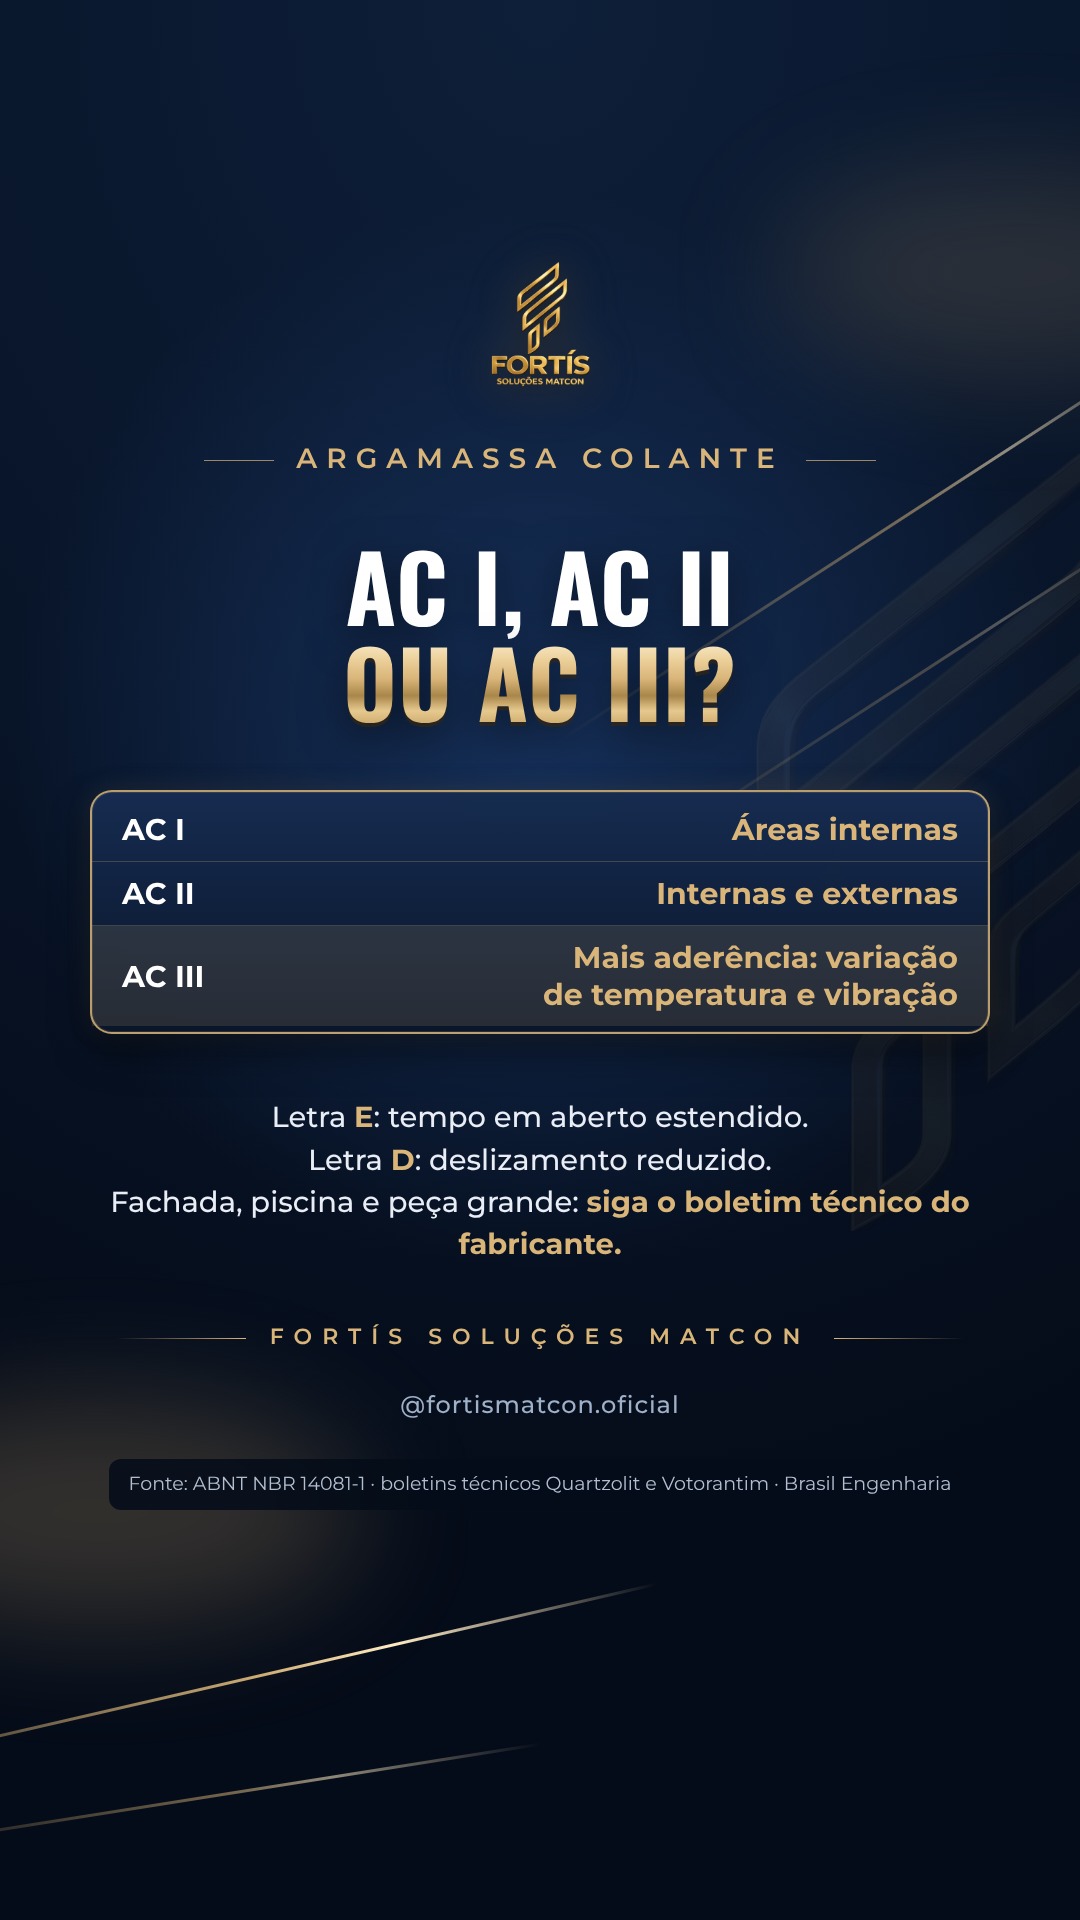 FORTÍS
SOLUÇÕES MATCON
ARGAMASSA COLANTE
AC I, AC II
OU AC III?
AC I Áreas internas
AC II Internas e externas
AC III Mais aderência: variação
de temperatura e vibração
Letra E: tempo em aberto estendido.
Letra D: deslizamento reduzido.
Fachada, piscina e peça grande: siga o boletim técnico do
fabricante.
FORTÍS SOLUÇÕES MATCON
@fortismatcon.oficial
Fonte: ABNT NBR 14081-1 · boletins técnicos Quartzolit e Votorantim · Brasil Engenharia